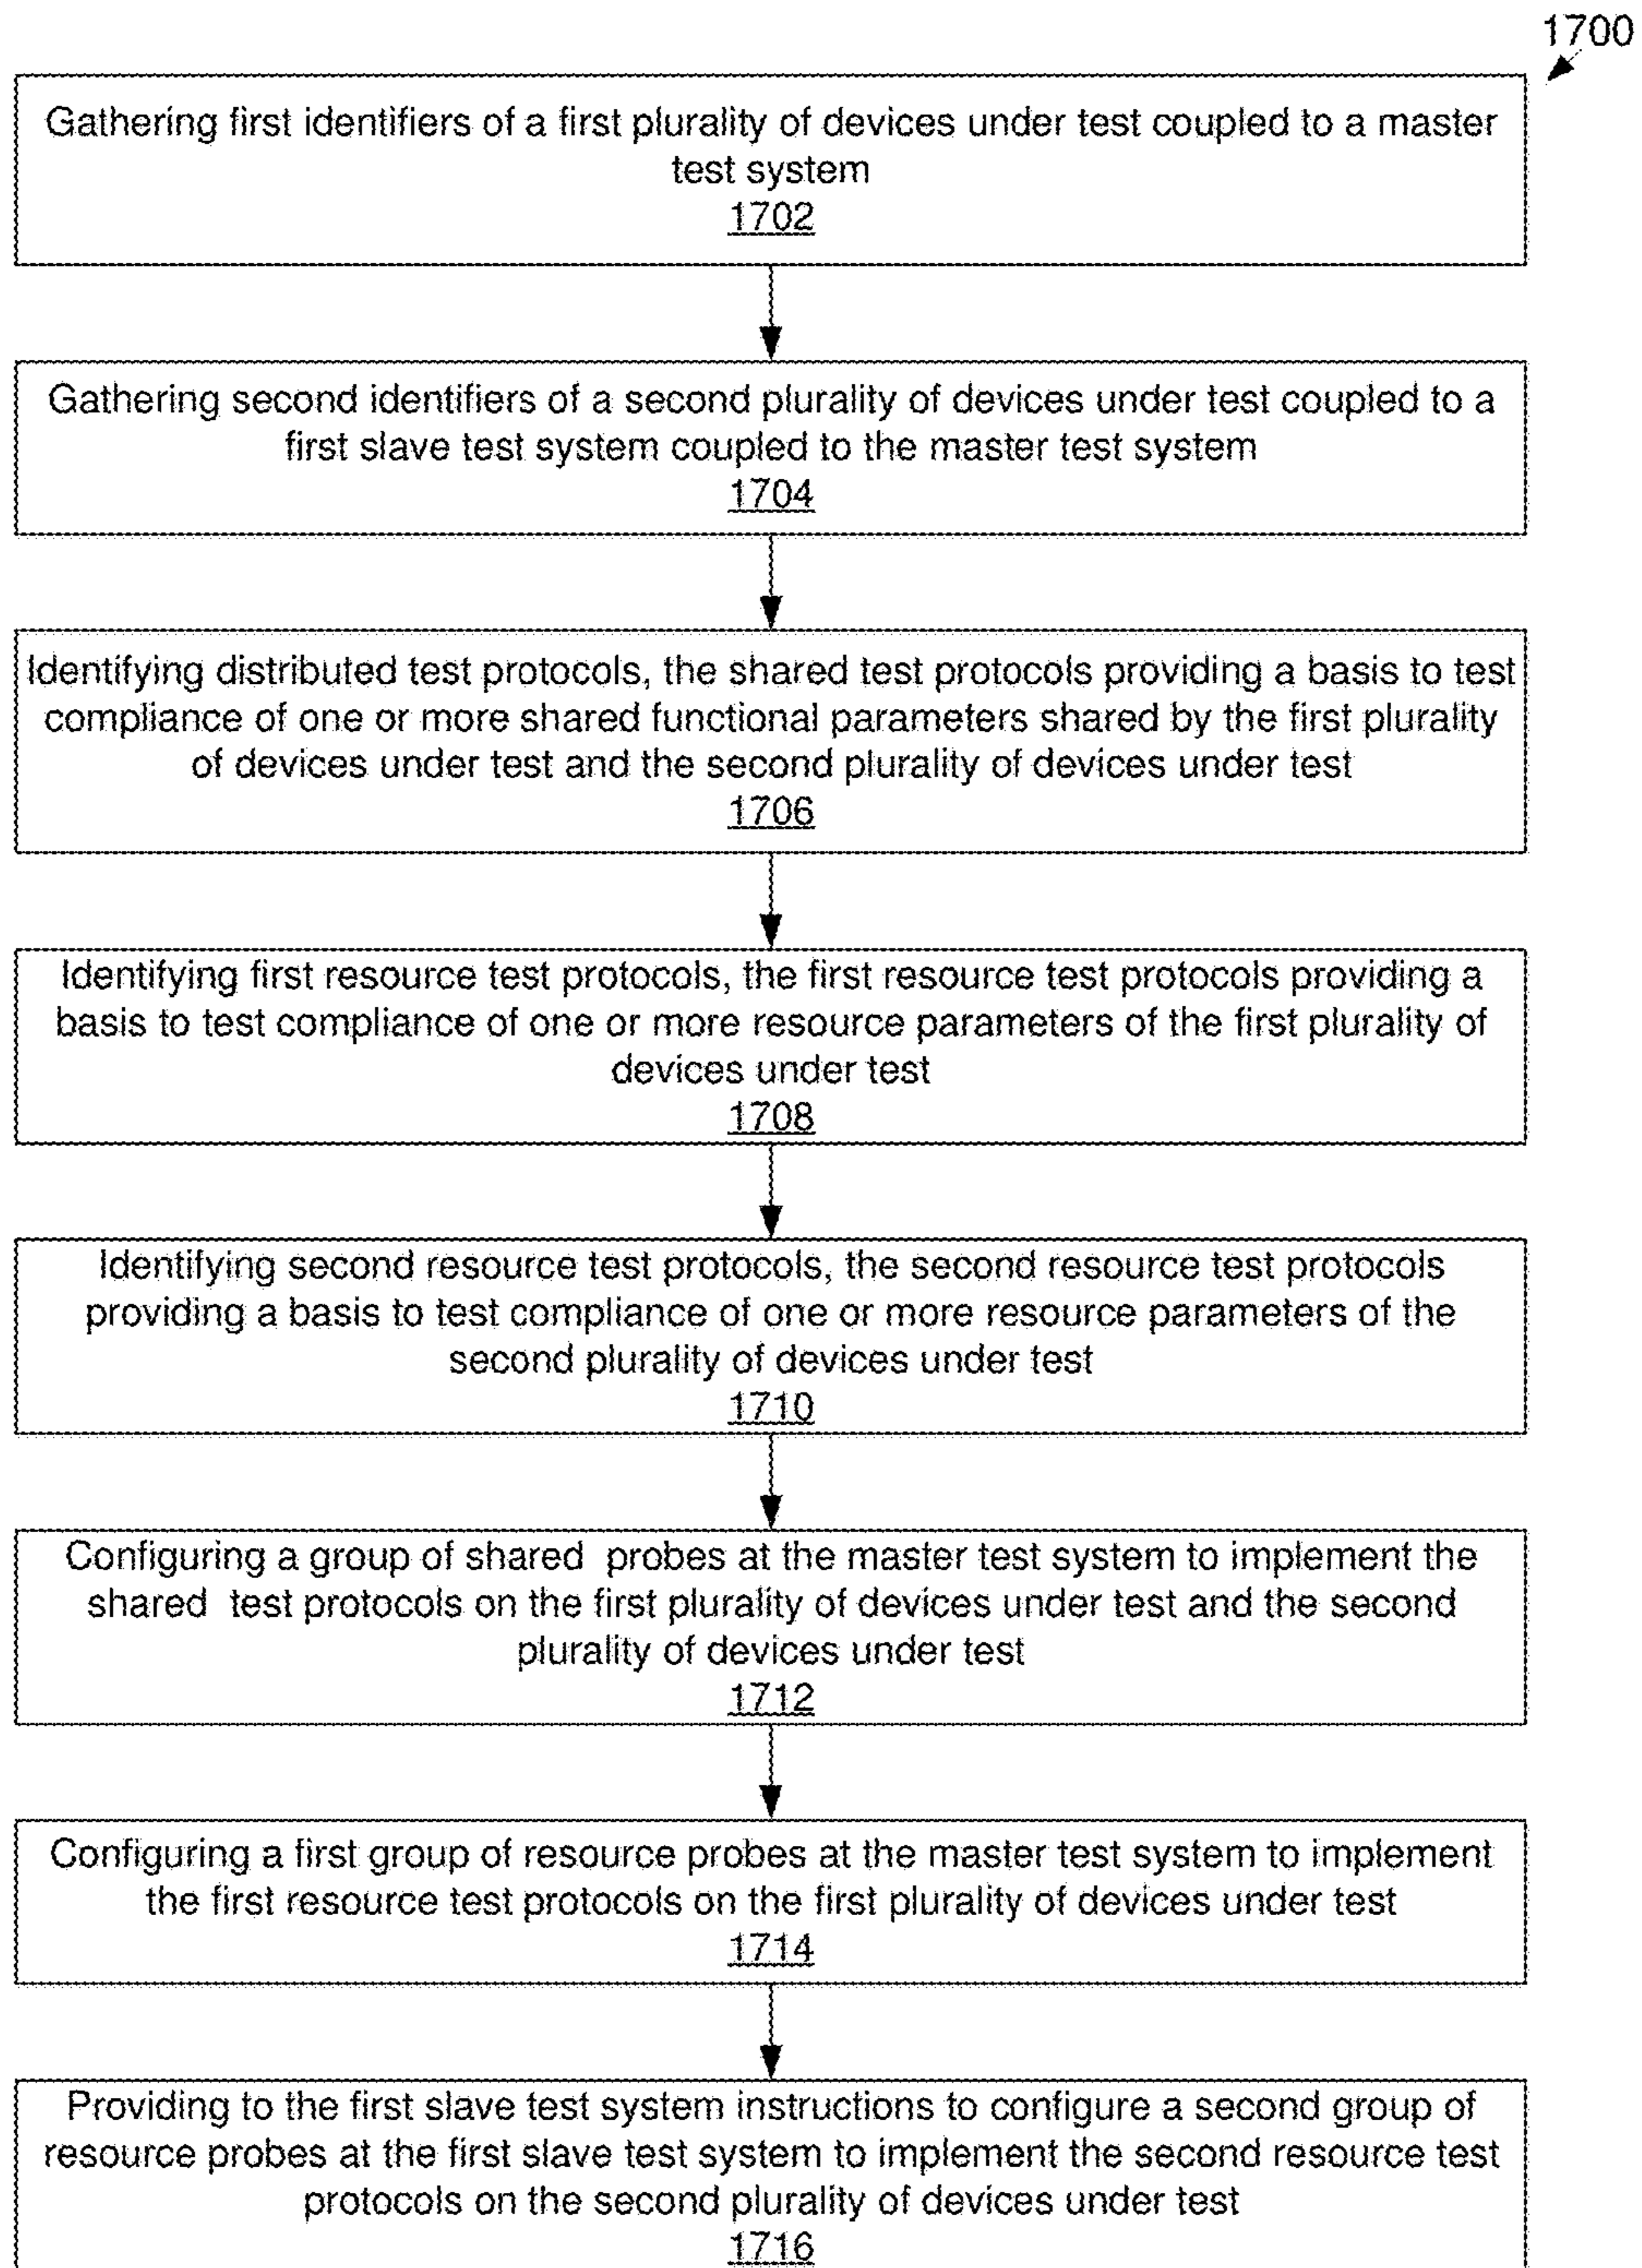 1700
Gathering first identifiers of a first plurality of devices under test coupled to a master
test system
1702
Gathering second identifiers of a second plurality of devices under test coupled to a
first slave test system coupled to the master test system
1704
Identifying distributed test protocols, the shared test protocols providing a basis to test
compliance of one or more shared functional parameters shared by the first plurality
of devices under test and the second plurality of devices under test
1706
Identifying first resource test protocols, the first resource test protocols providing a
basis to test compliance of one or more resource parameters of the first plurality of
devices under test
1708
Identifying second resource test protocols, the second resource test protocols
providing a basis to test compliance of one or more resource parameters of the
second plurality of devices under test
1710
Configuring a group of shared probes at the master test system to implement the
shared test protocols on the first plurality of devices under test and the second
plurality of devices under test
1712
Configuring a first group of resource probes at the master test system to implement
the first resource test protocols on the first plurality of devices under test
1714
Providing to the first slave test system instructions to configure a second group of
resource probes at the first slave test system to implement the second resource test
protocols on the second plurality of devices under test
1716